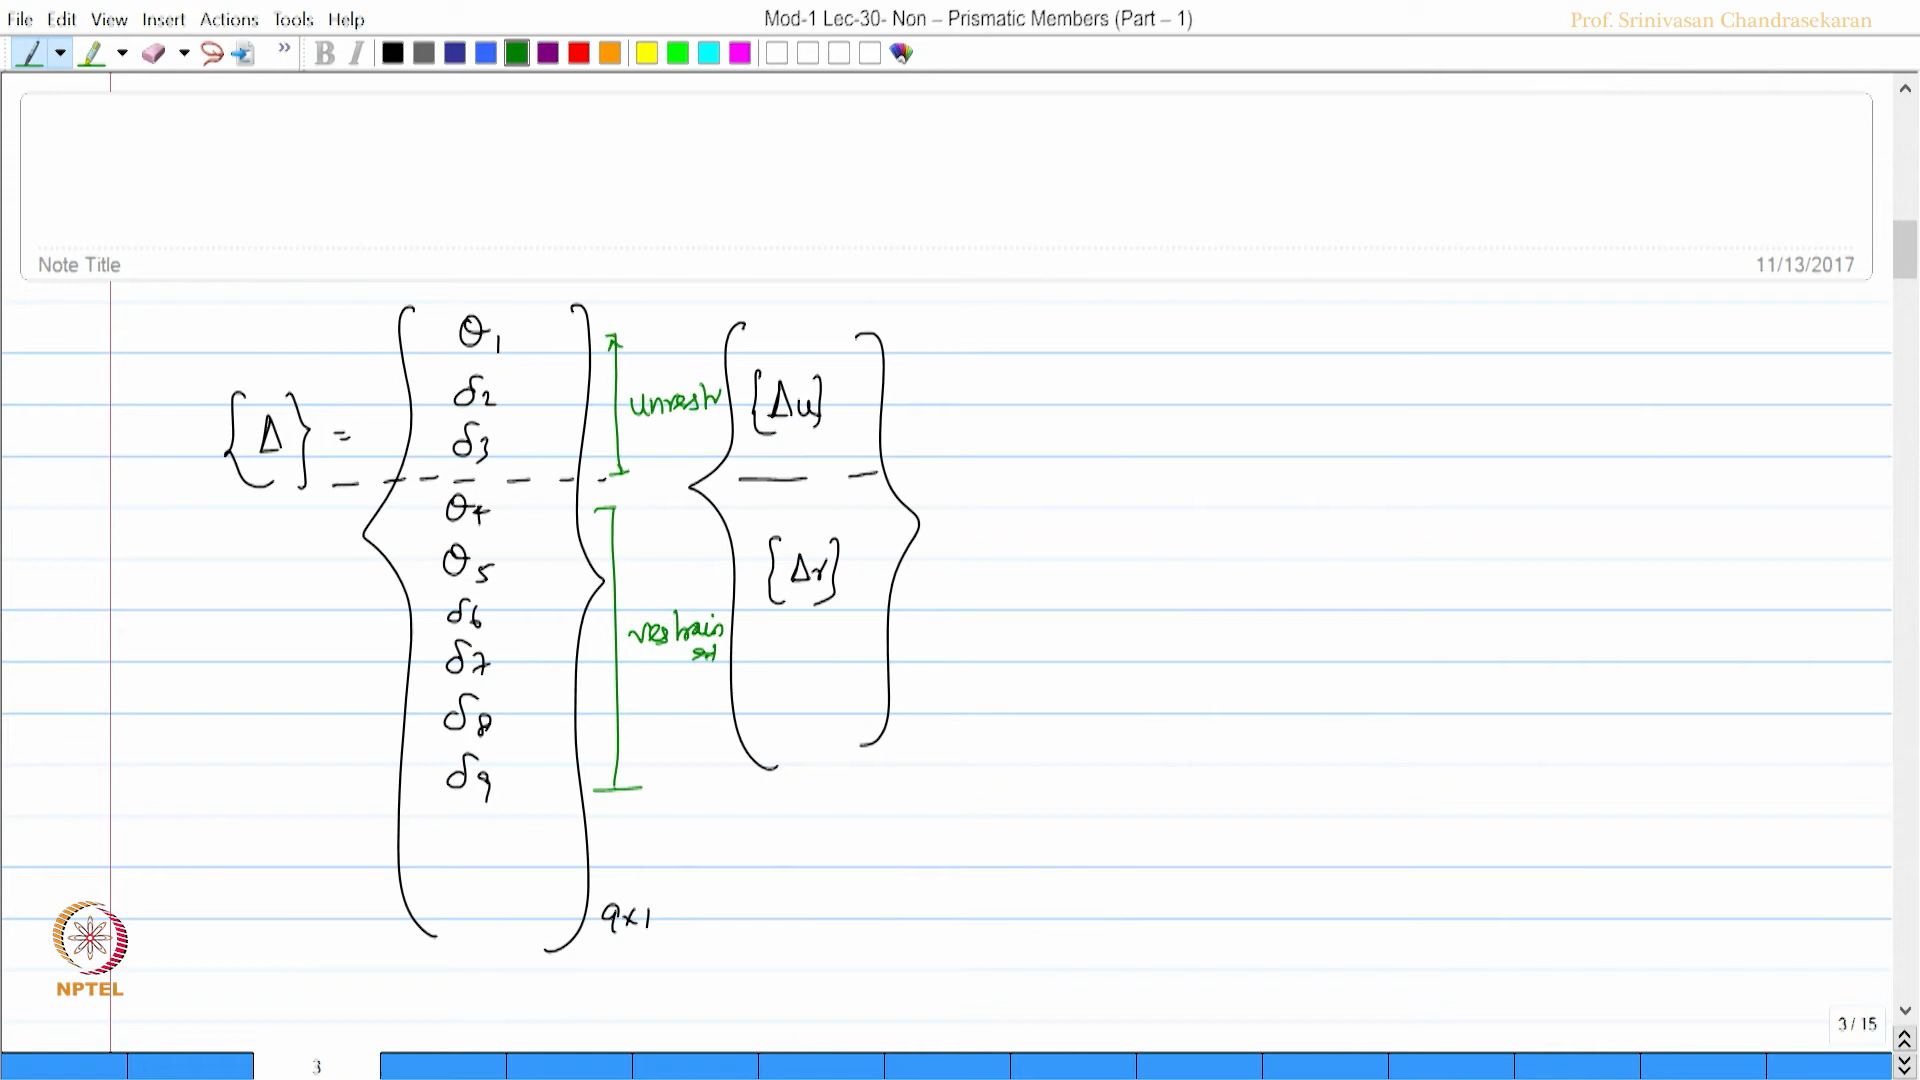 File Edit View Insert Actions Tools Help
Mod-1 Lec-30- Non – Prismatic Members (Part – 1)
Prof. Srinivasan Chandrasekaran
B I
Note Title
11/13/2017
{Δ} =
θ1
δ2
δ3
θ4
θ5
δ6
δ7
δ8
δ9
9x1
unrestr
restrain
ed
{Δu}
{Δr}
NPTEL
3 / 15
3